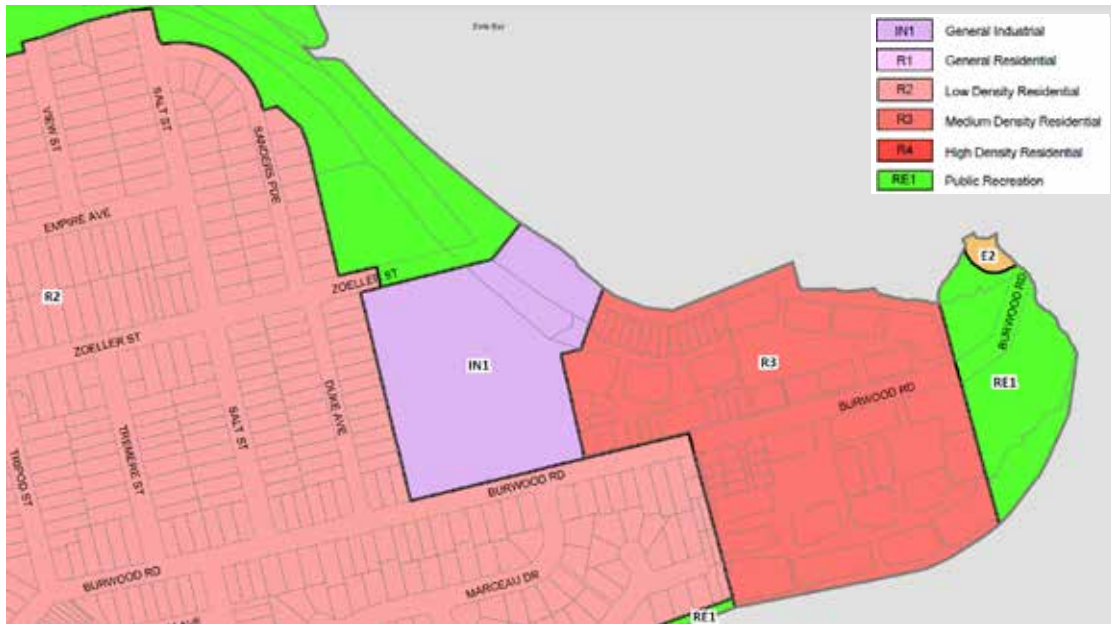 IN1 General Industrial
R1 General Residential
R2 Low Density Residential
R3 Medium Density Residential
R4 High Density Residential
RE1 Public Recreation
VIEW ST
SALT ST
SANDERS PDE
EMPIRE AVE
R2
ZOELLER ST
ZOELLER ST
E2
BURWOOD RD
IN1
R3
RE1
DUKE AVE
BURWOOD RD
SALT ST
TREMERE ST
TRIPOD ST
BURWOOD RD
BURWOOD RD
MARCEAU DR
AVE
RE1